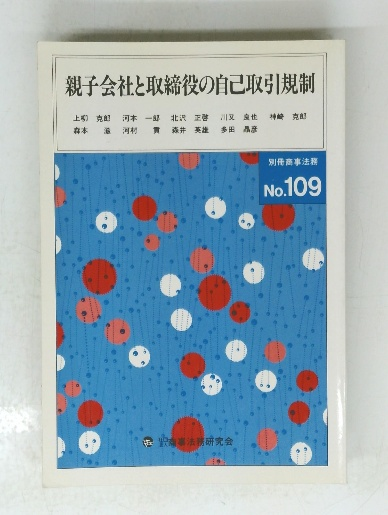 親子会社と取締役の自己取引規制
上柳 克郎 河本 一郎 北沢 正啓 川又 良也 神崎 克郎
森本 滋 河村 貢 森井 英雄 多田 晶彦
別冊商事法務
No.109
商事法務研究会